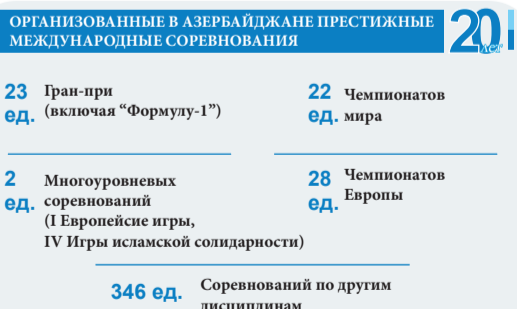 ОРГАНИЗОВАННЫЕ В АЗЕРБАЙДЖАНЕ ПРЕСТИЖНЫЕ
МЕЖДУНАРОДНЫЕ СОРЕВНОВАНИЯ
20
лет
23 ед.
Гран-при
(включая “Формулу-1”)
22 ед.
Чемпионатов
мира
2 ед.
Многоуровневых
соревнований
(I Европейсие игры,
IV Игры исламской солидарности)
28 ед.
Чемпионатов
Европы
346 ед.
Соревнований по другим
дисциплинам